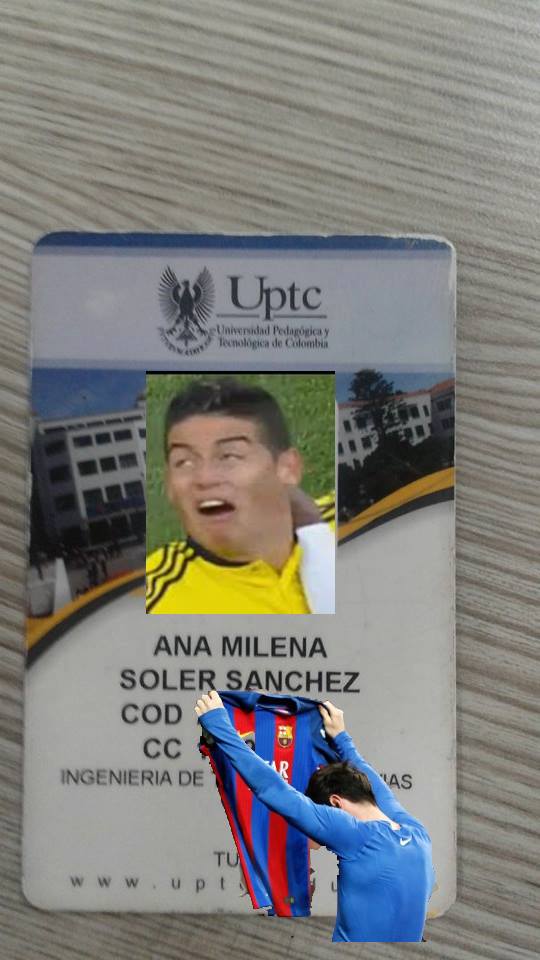 Uptc
Universidad Pedagógica y
Tecnológica de Colombia
ANA MILENA
SOLER SANCHEZ
COD
CC
INGENIERIA DE